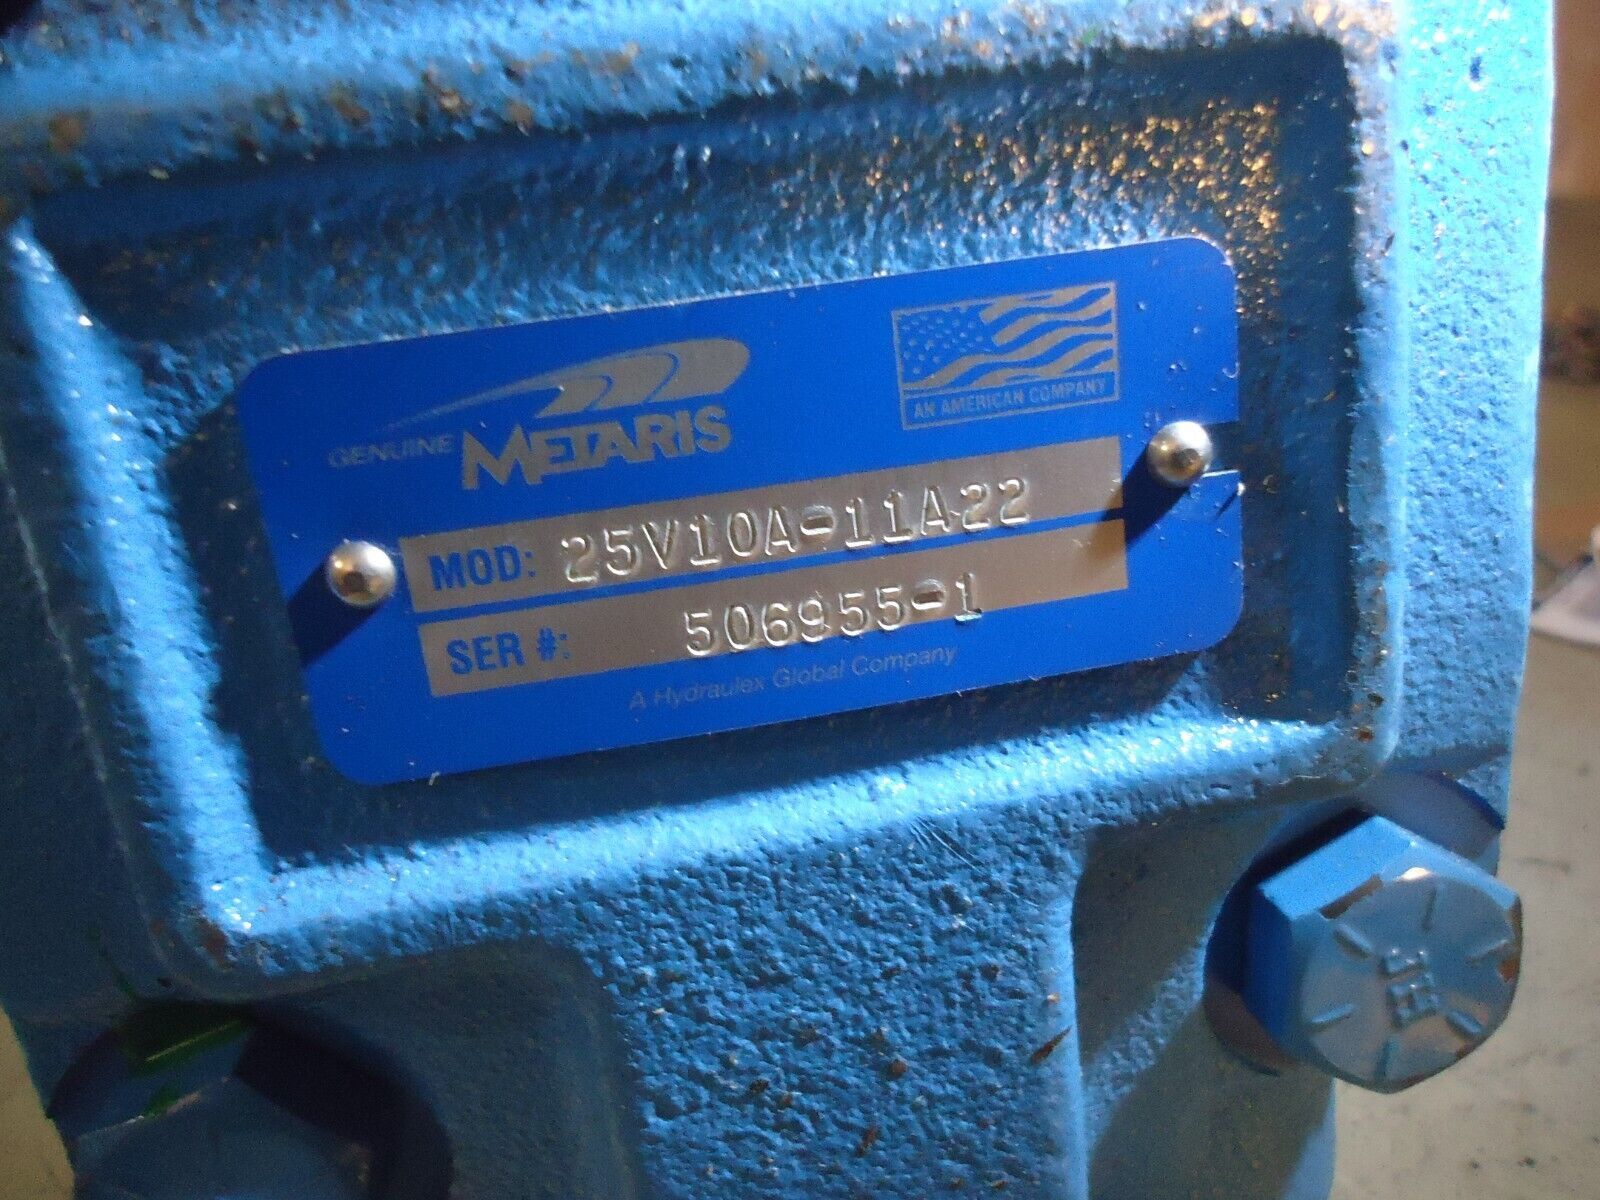 GENUINE METARIS
AN AMERICAN COMPANY
MOD: 25V10A-11A22
SER #: 506955-1
A Hydraulex Global Company